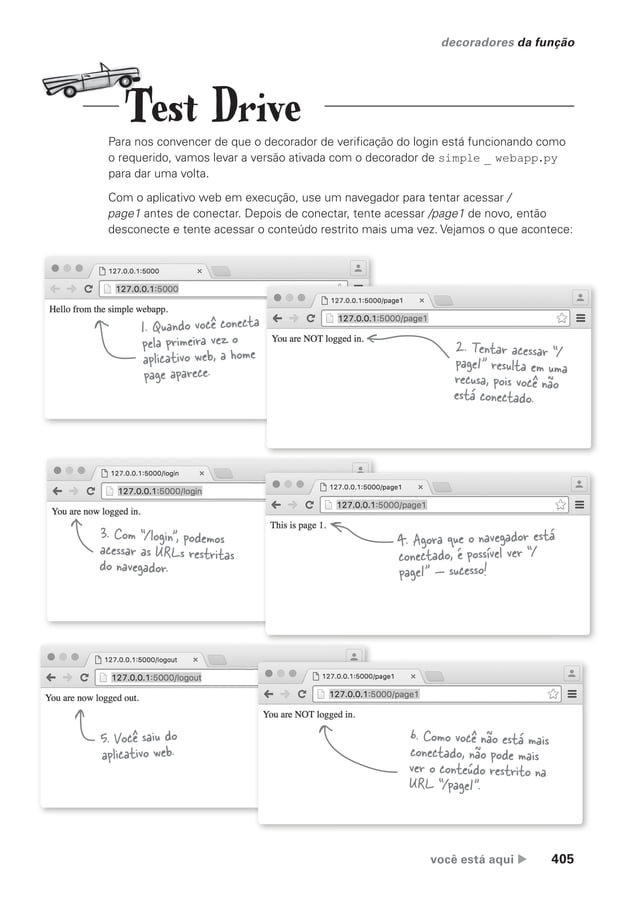 decoradores da função
Test Drive
Para nos convencer de que o decorador de verificação do login está funcionando como
o requerido, vamos levar a versão ativada com o decorador de simple _ webapp.py
para dar uma volta.
Com o aplicativo web em execução, use um navegador para tentar acessar /
page1 antes de conectar. Depois de conectar, tente acessar /page1 de novo, então
desconecte e tente acessar o conteúdo restrito mais uma vez. Vejamos o que acontece:
127.0.0.1:5000
127.0.0.1:5000
Hello from the simple webapp.
1. Quando você conecta
pela primeira vez o
aplicativo web, a home
page aparece.
127.0.0.1:5000/page1
127.0.0.1:5000/page1
You are NOT logged in.
2. Tentar acessar "/
page1" resulta em uma
recusa, pois você não
está conectado.
127.0.0.1:5000/login
127.0.0.1:5000/login
You are now logged in.
3. Com "/login", podemos
acessar as URLs restritas
do navegador.
127.0.0.1:5000/page1
127.0.0.1:5000/page1
This is page 1.
4. Agora que o navegador está
conectado, é possível ver "/
page1" — sucesso!
127.0.0.1:5000/logout
127.0.0.1:5000/logout
You are now logged out.
5. Você saiu do
aplicativo web.
127.0.0.1:5000/page1
127.0.0.1:5000/page1
You are NOT logged in.
6. Como você não está mais
conectado, não pode mais
ver o conteúdo restrito na
URL "/page1".
você está aqui ▶ 405